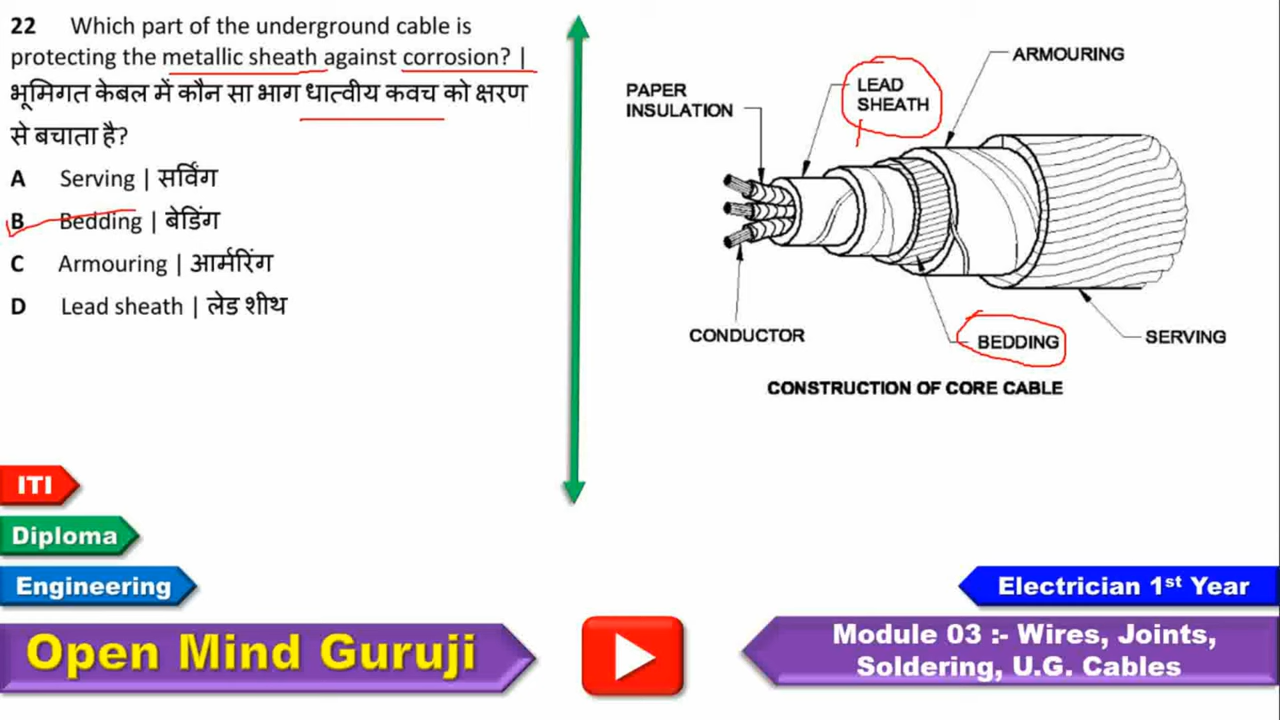 22 Which part of the underground cable is
protecting the metallic sheath against corrosion? |
भूमिगत केबल में कौन सा भाग धात्वीय कवच को क्षरण
से बचाता है?
A Serving | सर्विंग
B Bedding | बेडिंग
C Armouring | आर्मरिंग
D Lead sheath | लेड शीथ
ARMOURING
LEAD
SHEATH
PAPER
INSULATION
CONDUCTOR
BEDDING
SERVING
CONSTRUCTION OF CORE CABLE
ITI
Diploma
Engineering
Open Mind Guruji
Electrician 1st Year
Module 03 :- Wires, Joints,
Soldering, U.G. Cables